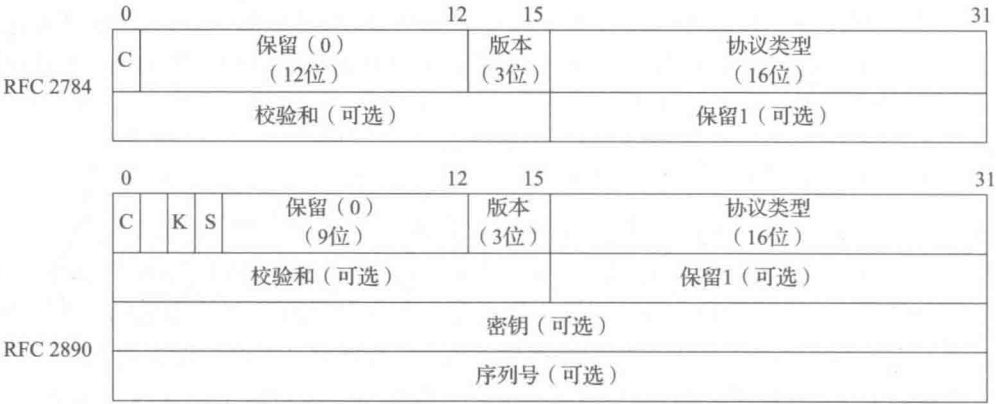 0 12 15 31
C 保留（0） 版本 协议类型
（12位） （3位） （16位）
RFC 2784
校验和（可选） 保留1（可选）
0 12 15 31
C K S 保留（0） 版本 协议类型
（9位） （3位） （16位）
校验和（可选） 保留1（可选）
密钥（可选）
RFC 2890
序列号（可选）